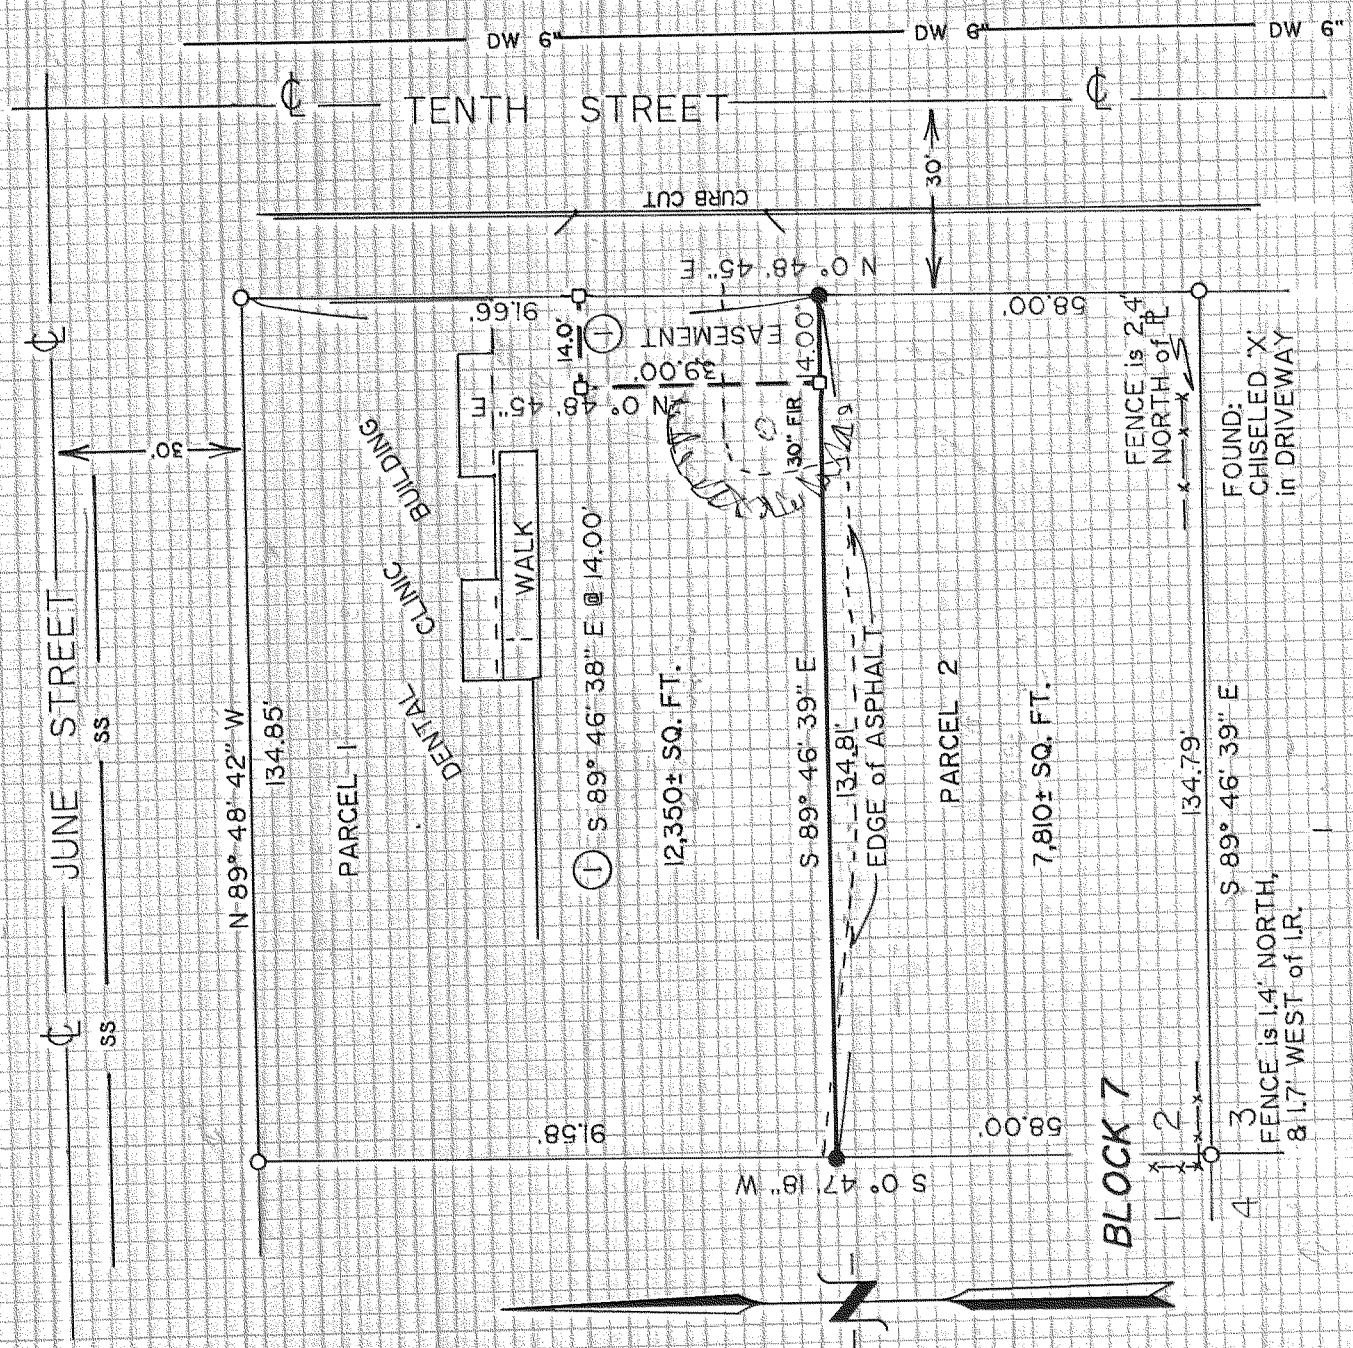 DW 6" DW 6" DW 6"
℄ TENTH STREET ℄
30'
CURB CUT
N 0° 48' 45" E
91.66'
58.00'
14.0'
1 EASEMENT
39.00'
14.00'
N 0° 48' 45" E
30" FIR
FENCE is 2.4'
NORTH of ℄
FOUND:
CHISELED 'X'
in DRIVEWAY
℄ JUNE STREET ℄
30'
SS SS
N 89° 48' 42" W
134.85'
PARCEL 1
DENTAL CLINIC BUILDING
WALK
1 S 89° 46' 38" E @ 14.00'
12,350± SQ. FT.
S 89° 46' 39" E
134.81'
EDGE of ASPHALT
PARCEL 2
7,810± SQ. FT.
134.79'
S 89° 46' 39" E
1
91.58'
58.00'
S 0° 47' 18" W
BLOCK 7
1 2
4 3
FENCE is 1.4' NORTH,
& 1.7' WEST of I.R.
N